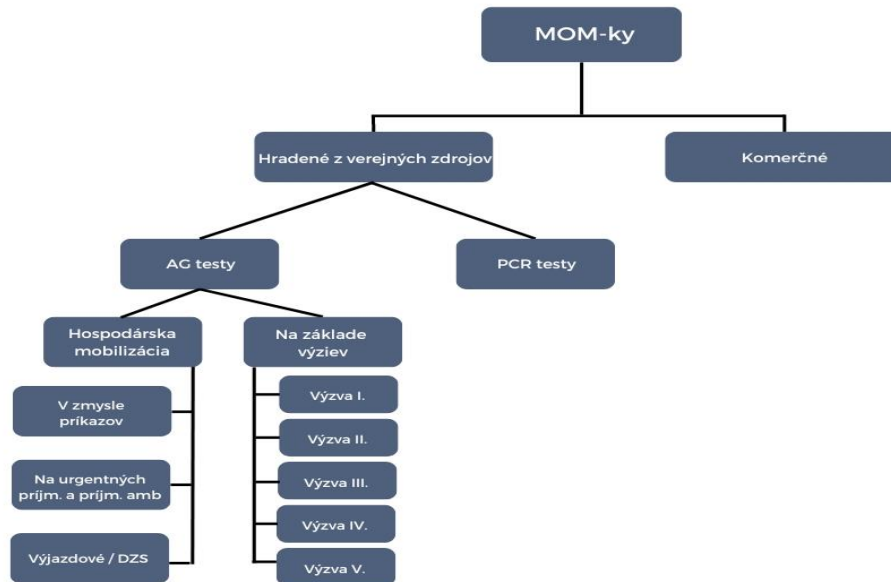 MOM-ky
Hradené z verejných zdrojov
Komerčné
AG testy
PCR testy
Hospodárska
mobilizácia
Na základe
výziev
V zmysle
príkazov
Na urgentných
príjm. a príjm. amb
Výjazdové / DZS
Výzva I.
Výzva II.
Výzva III.
Výzva IV.
Výzva V.